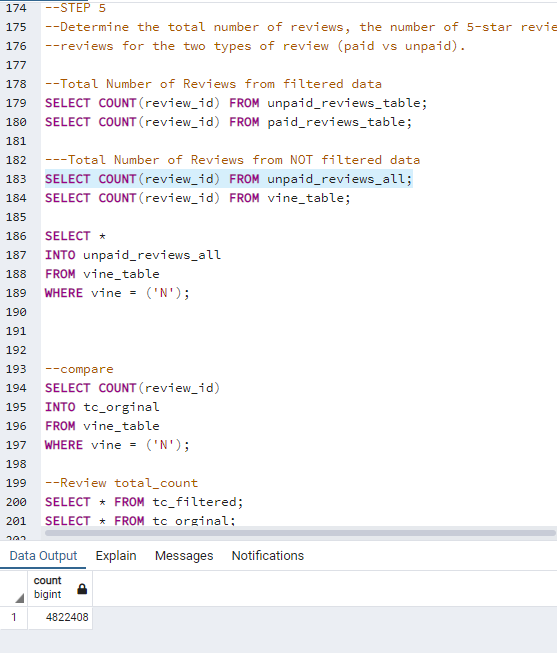 174 --STEP 5
175 --Determine the total number of reviews, the number of 5-star revie
176 --reviews for the two types of review (paid vs unpaid).
177
178 --Total Number of Reviews from filtered data
179 SELECT COUNT(review_id) FROM unpaid_reviews_table;
180 SELECT COUNT(review_id) FROM paid_reviews_table;
181
182 ---Total Number of Reviews from NOT filtered data
183 SELECT COUNT(review_id) FROM unpaid_reviews_all;
184 SELECT COUNT(review_id) FROM vine_table;
185
186 SELECT *
187 INTO unpaid_reviews_all
188 FROM vine_table
189 WHERE vine = ('N');
190
191
192
193 --compare
194 SELECT COUNT(review_id)
195 INTO tc_orginal
196 FROM vine_table
197 WHERE vine = ('N');
198
199 --Review total_count
200 SELECT * FROM tc_filtered;
201 SELECT * FROM tc_orginal;
202
Data Output Explain Messages Notifications
count
bigint
1 4822408